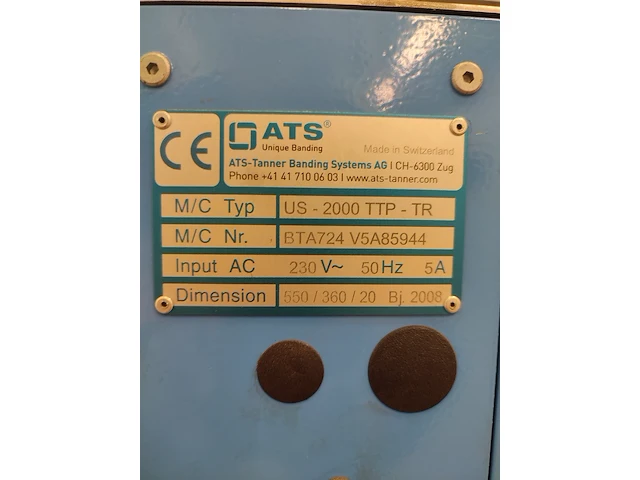 CE
ATS®
Unique Banding
Made in Switzerland
ATS-Tanner Banding Systems AG I CH-6300 Zug
Phone +41 41 710 06 03 I www.ats-tanner.com
M/C Typ US - 2000 TTP - TR
M/C Nr. BTA724 V5A85944
Input AC 230 V~ 50Hz 5A
Dimension 550 / 360 / 20 Bj. 2008